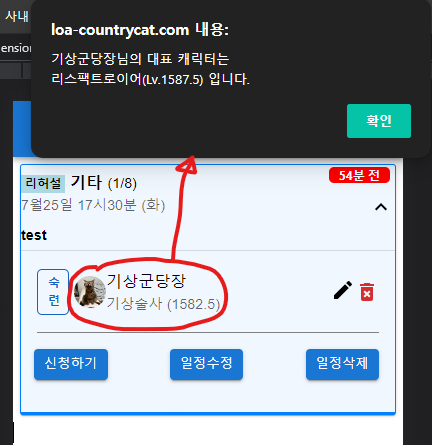 사내
ension
loa-countrycat.com 내용:
기상군당장님의 대표 캐릭터는
리스팩트로이어(Lv.1587.5) 입니다.
확인
54분 전
리허설 기타 (1/8)
7월25일 17시30분 (화)
test
숙련
기상군당장
기상술사 (1582.5)
신청하기 일정수정 일정삭제